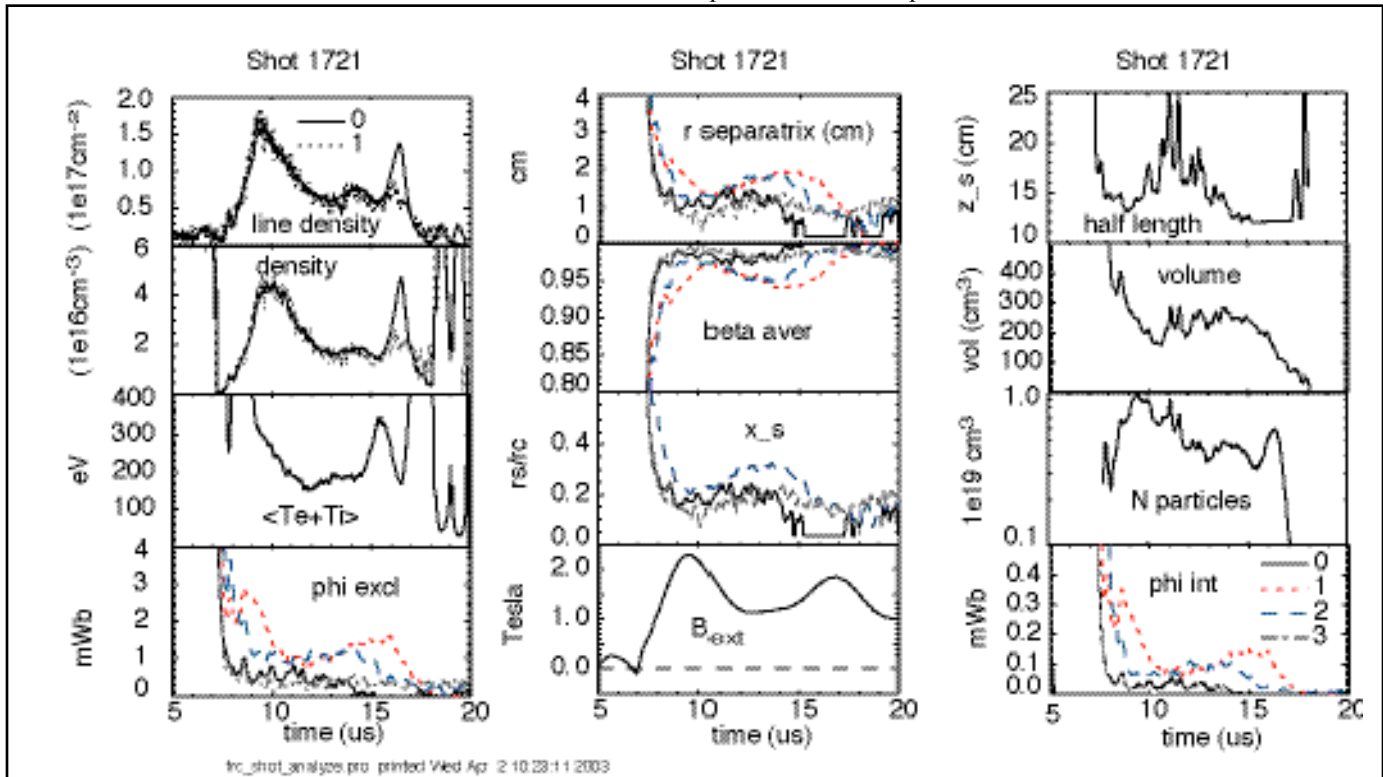 Shot 1721
2.0
1.5
1.0
0.5
(1e17cm⁻²)
0
1
line density
6
4
2
(1e16cm⁻³)
density
400
300
200
100
eV
<Te+Ti>
4
3
2
1
0
mWb
phi excl
5 10 15 20
time (us)
Shot 1721
4
3
2
1
0
cm
r separatrix (cm)
0.95
0.90
0.85
0.80
beta aver
0.4
0.2
0.0
rs/rc
x_s
2.0
1.0
0.0
Tesla
B_ext
5 10 15 20
time (us)
Shot 1721
25
20
15
10
z_s (cm)
half length
400
300
200
100
vol (cm³)
volume
1.0
0.1
1e19 cm³
N particles
0.4
0.3
0.2
0.1
0.0
mWb
phi int
0
1
2
3
5 10 15 20
time (us)
frc_shot_analyze.pro printed Wed Apr 2 10:28:11 2003